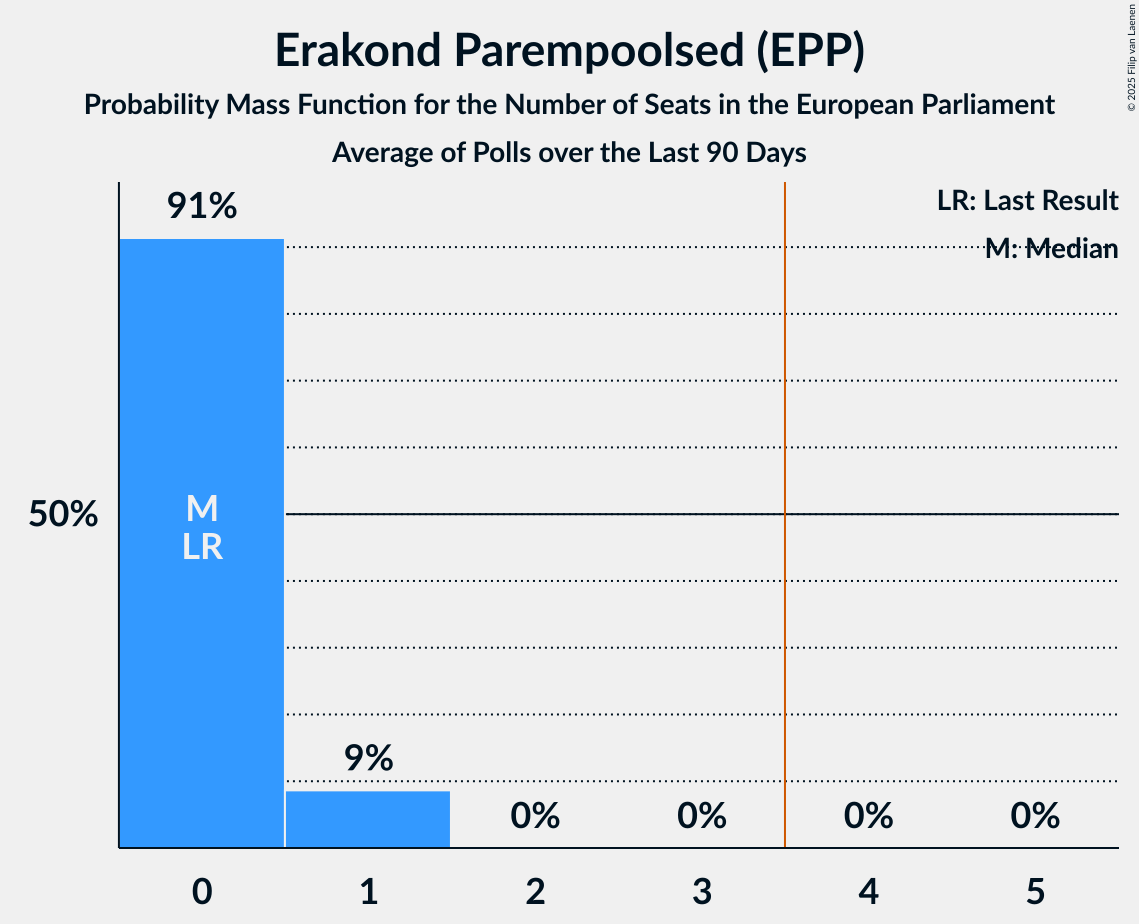 Erakond Parempoolsed (EPP)
Probability Mass Function for the Number of Seats in the European Parliament
Average of Polls over the Last 90 Days
© 2025 Filip van Laenen
LR: Last Result
M: Median
91%
50%
M
LR
9%
0%
0%
0%
0%
0
1
2
3
4
5